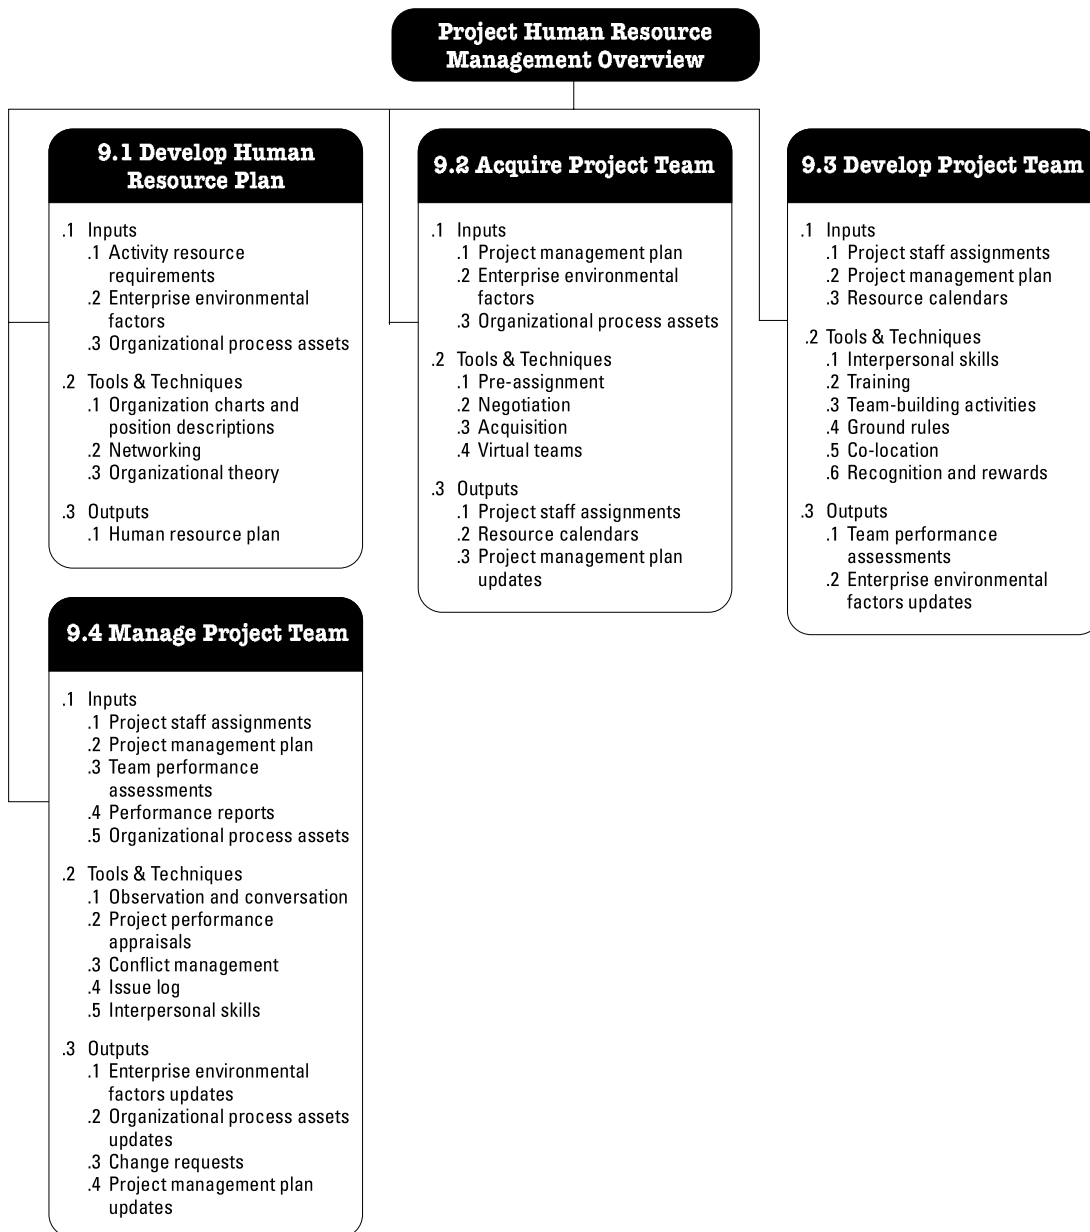 Project Human Resource
Management Overview
9.1 Develop Human
Resource Plan
.1 Inputs
.1 Activity resource
requirements
.2 Enterprise environmental
factors
.3 Organizational process assets
.2 Tools & Techniques
.1 Organization charts and
position descriptions
.2 Networking
.3 Organizational theory
.3 Outputs
.1 Human resource plan
9.2 Acquire Project Team
.1 Inputs
.1 Project management plan
.2 Enterprise environmental
factors
.3 Organizational process assets
.2 Tools & Techniques
.1 Pre-assignment
.2 Negotiation
.3 Acquisition
.4 Virtual teams
.3 Outputs
.1 Project staff assignments
.2 Resource calendars
.3 Project management plan
updates
9.3 Develop Project Team
.1 Inputs
.1 Project staff assignments
.2 Project management plan
.3 Resource calendars
.2 Tools & Techniques
.1 Interpersonal skills
.2 Training
.3 Team-building activities
.4 Ground rules
.5 Co-location
.6 Recognition and rewards
.3 Outputs
.1 Team performance
assessments
.2 Enterprise environmental
factors updates
9.4 Manage Project Team
.1 Inputs
.1 Project staff assignments
.2 Project management plan
.3 Team performance
assessments
.4 Performance reports
.5 Organizational process assets
.2 Tools & Techniques
.1 Observation and conversation
.2 Project performance
appraisals
.3 Conflict management
.4 Issue log
.5 Interpersonal skills
.3 Outputs
.1 Enterprise environmental
factors updates
.2 Organizational process assets
updates
.3 Change requests
.4 Project management plan
updates